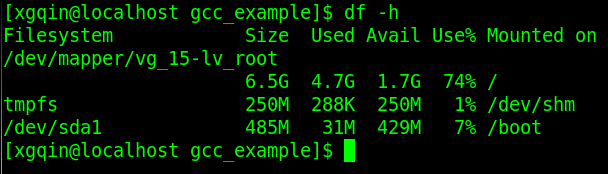 [xgqin@localhost gcc_example]$ df -h
Filesystem            Size  Used Avail Use% Mounted on
/dev/mapper/vg_15-lv_root
                      6.5G  4.7G  1.7G  74% /
tmpfs                 250M  288K  250M   1% /dev/shm
/dev/sda1             485M   31M  429M   7% /boot
[xgqin@localhost gcc_example]$